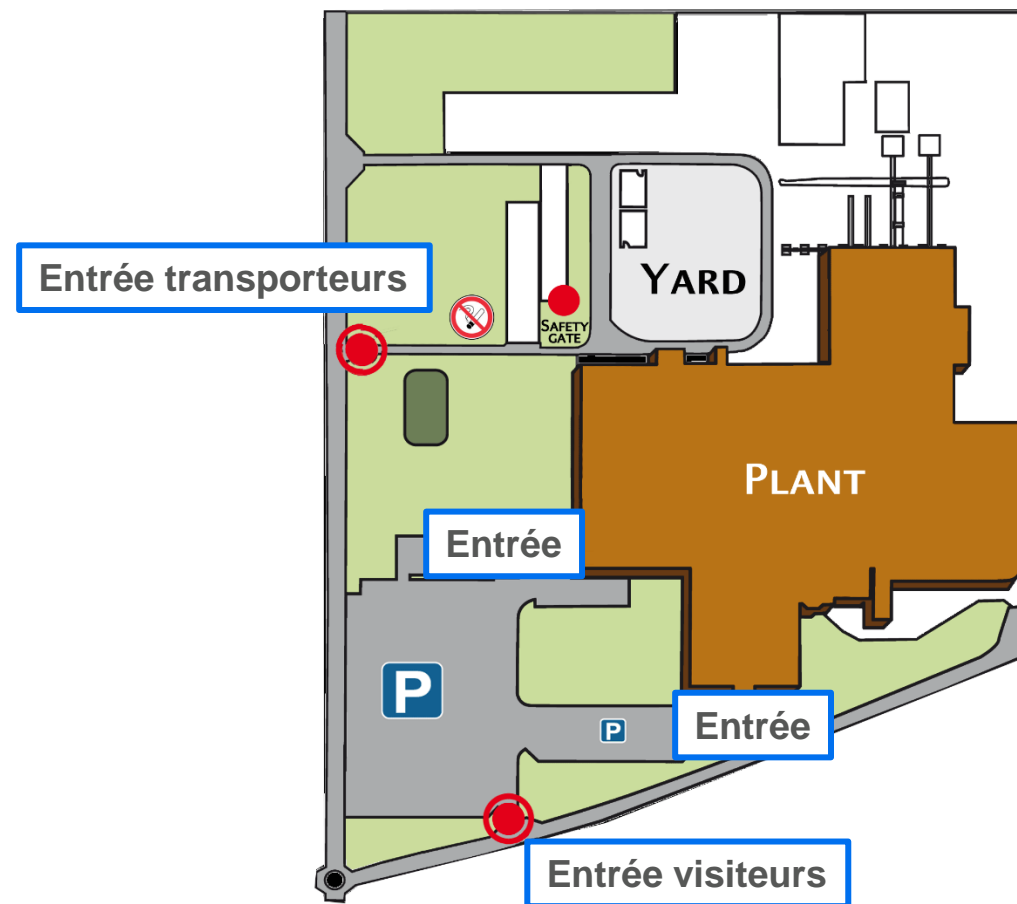 Entrée transporteurs
YARD
SAFETY
GATE
PLANT
Entrée
P
P
Entrée
Entrée visiteurs